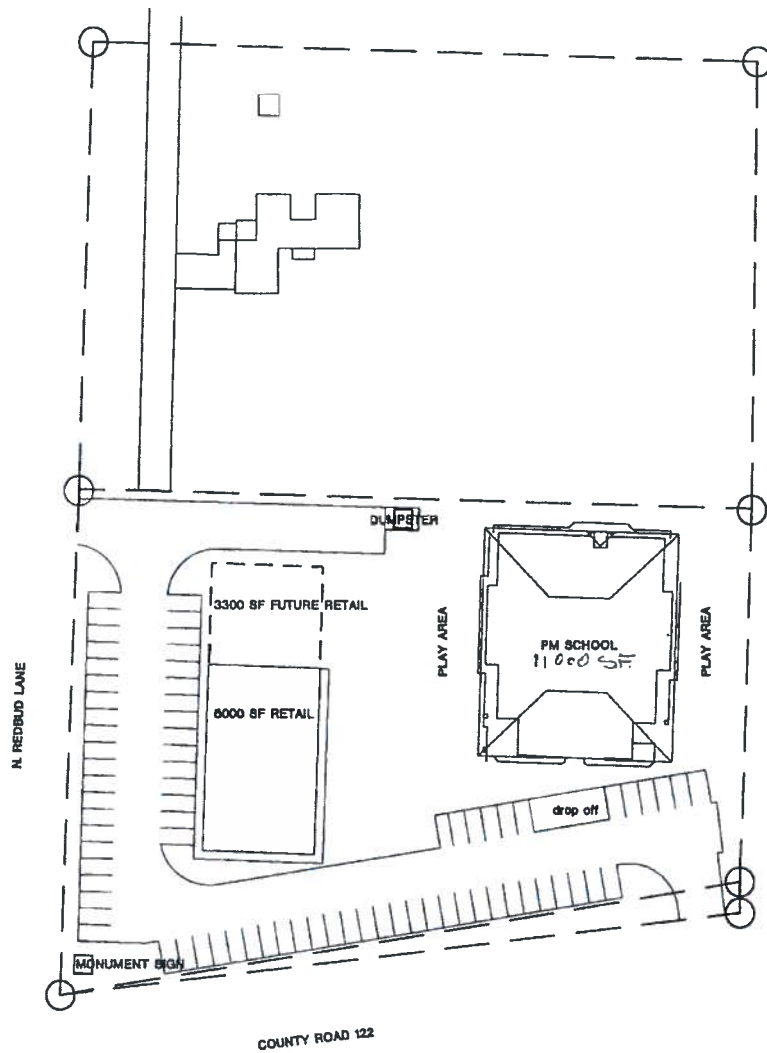 DUMPSTER
3300 SF FUTURE RETAIL
PLAY AREA
PM SCHOOL
11000 SF.
PLAY AREA
N. REDBUD LANE
6000 SF RETAIL
drop off
MONUMENT SIGN
COUNTY ROAD 122